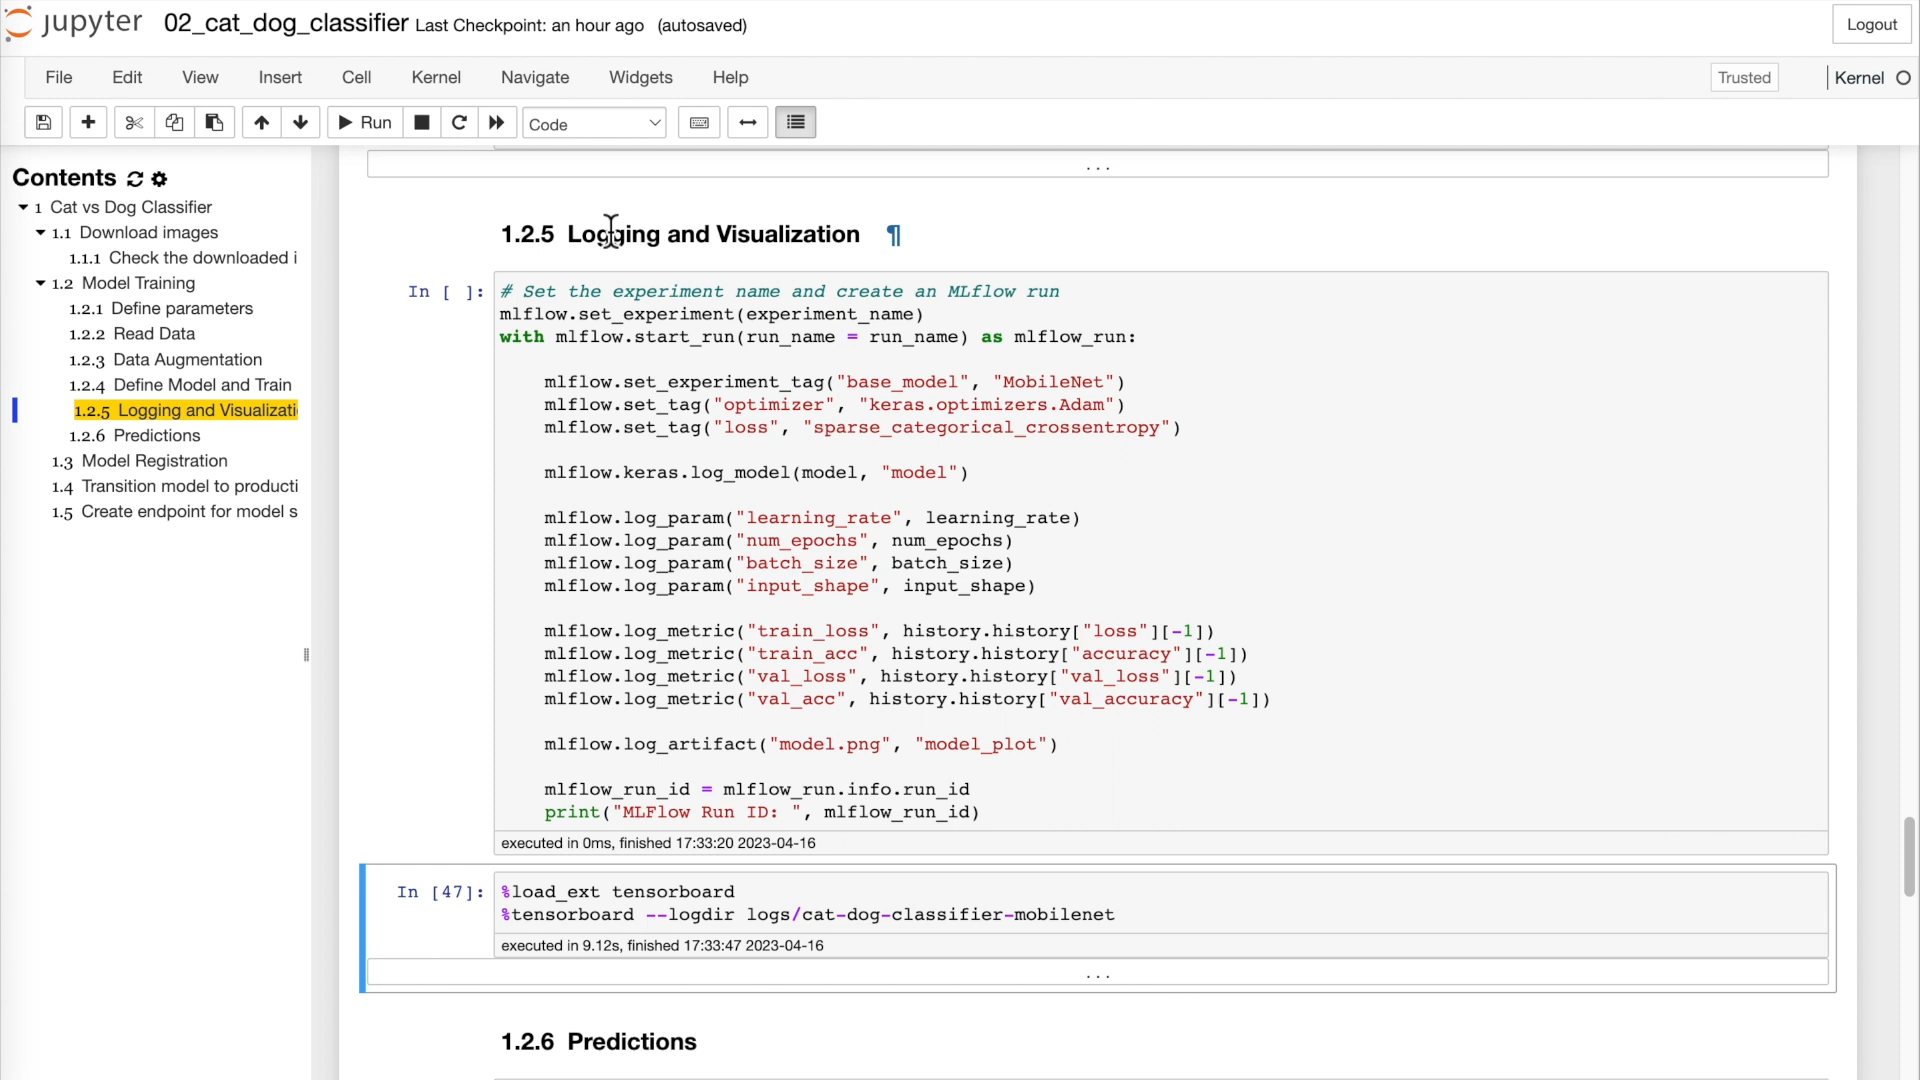 jupyter 02_cat_dog_classifier Last Checkpoint: an hour ago (autosaved) Logout
File Edit View Insert Cell Kernel Navigate Widgets Help Trusted Kernel
Run Code
Contents
1 Cat vs Dog Classifier
1.1 Download images
1.1.1 Check the downloaded i
1.2 Model Training
1.2.1 Define parameters
1.2.2 Read Data
1.2.3 Data Augmentation
1.2.4 Define Model and Train
1.2.5 Logging and Visualizati
1.2.6 Predictions
1.3 Model Registration
1.4 Transition model to producti
1.5 Create endpoint for model s
...
1.2.5 Logging and Visualization ¶
In [ ]: # Set the experiment name and create an MLflow run
mlflow.set_experiment(experiment_name)
with mlflow.start_run(run_name = run_name) as mlflow_run:
mlflow.set_experiment_tag("base_model", "MobileNet")
mlflow.set_tag("optimizer", "keras.optimizers.Adam")
mlflow.set_tag("loss", "sparse_categorical_crossentropy")
mlflow.keras.log_model(model, "model")
mlflow.log_param("learning_rate", learning_rate)
mlflow.log_param("num_epochs", num_epochs)
mlflow.log_param("batch_size", batch_size)
mlflow.log_param("input_shape", input_shape)
mlflow.log_metric("train_loss", history.history["loss"][-1])
mlflow.log_metric("train_acc", history.history["accuracy"][-1])
mlflow.log_metric("val_loss", history.history["val_loss"][-1])
mlflow.log_metric("val_acc", history.history["val_accuracy"][-1])
mlflow.log_artifact("model.png", "model_plot")
mlflow_run_id = mlflow_run.info.run_id
print("MLFlow Run ID: ", mlflow_run_id)
executed in 0ms, finished 17:33:20 2023-04-16
In [47]: %load_ext tensorboard
%tensorboard --logdir logs/cat-dog-classifier-mobilenet
executed in 9.12s, finished 17:33:47 2023-04-16
...
1.2.6 Predictions